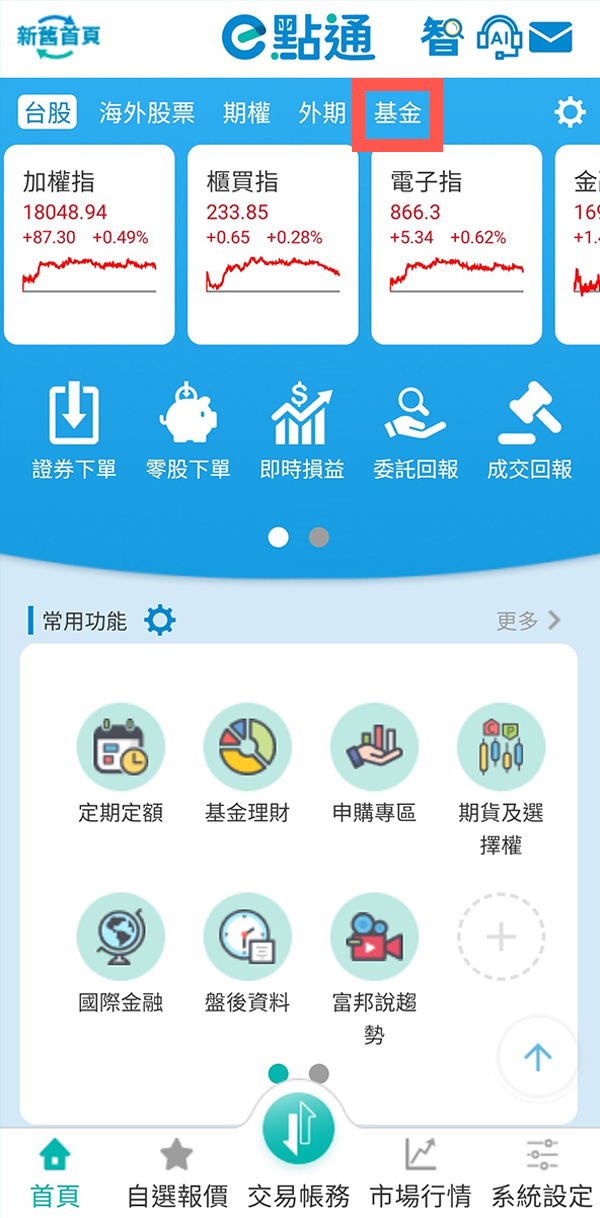 新舊首頁
e點通
智
AI
台股 海外股票 期權 外期 基金
加權指 櫃買指 電子指
18048.94 233.85 866.3
+87.30 +0.49% +0.65 +0.28% +5.34 +0.62%
證券下單 零股下單 即時損益 委託回報 成交回報
常用功能 更多
定期定額 基金理財 申購專區 期貨及選
擇權
國際金融 盤後資料 富邦說趨
勢
首頁 自選報價 交易帳務 市場行情 系統設定